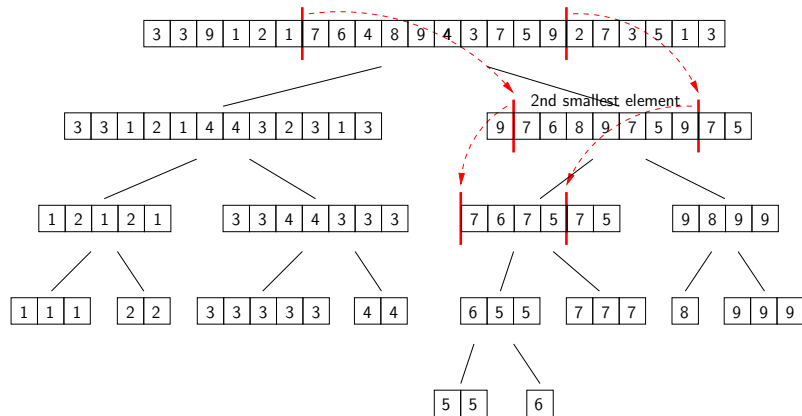 3 3 9 1 2 1 7 6 4 8 9 4 3 7 5 9 2 7 3 5 1 3
2nd smallest element
3 3 1 2 1 4 4 3 2 3 1 3 9 7 6 8 9 7 5 9 7 5
1 2 1 2 1 3 3 4 4 3 3 3 7 6 7 5 7 5 9 8 9 9
1 1 1 2 2 3 3 3 3 3 4 4 6 5 5 7 7 7 8 9 9 9
5 5 6